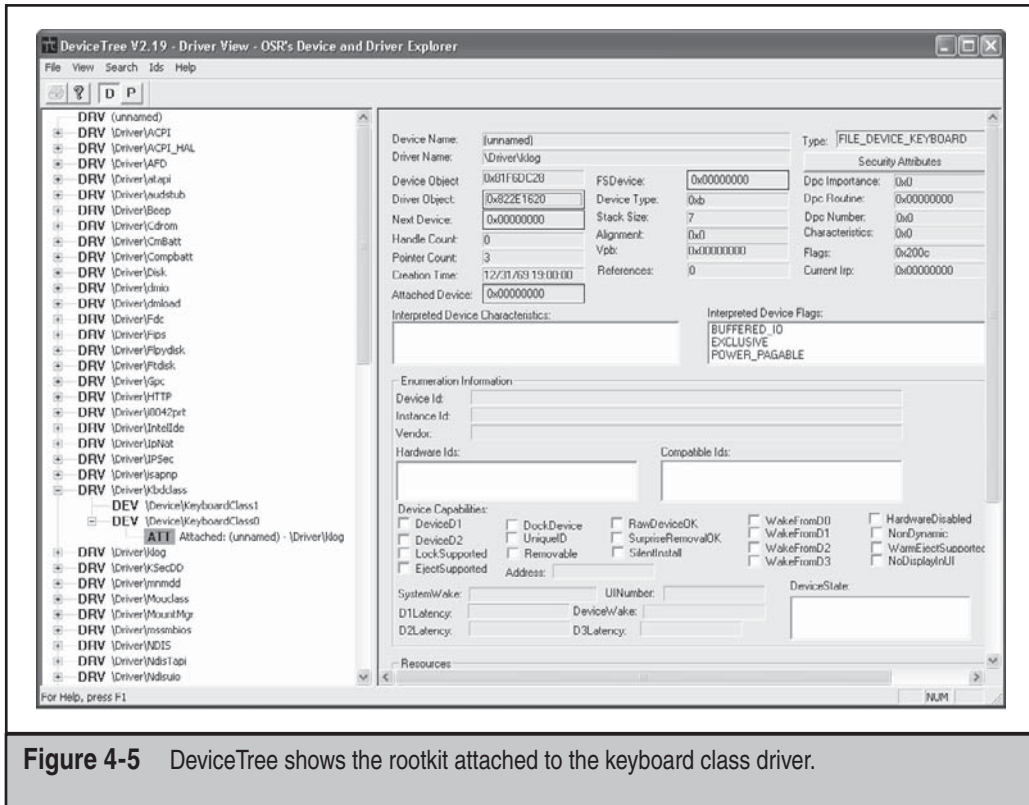 DeviceTree V2.19 - Driver View - OSR's Device and Driver Explorer
File View Search Ids Help
D P
DRV (unnamed)
DRV \Driver\ACPI
DRV \Driver\ACPI_HAL
DRV \Driver\AFD
DRV \Driver\atapi
DRV \Driver\audstub
DRV \Driver\Beep
DRV \Driver\Cdrom
DRV \Driver\CmBatt
DRV \Driver\Compbatt
DRV \Driver\Disk
DRV \Driver\dmio
DRV \Driver\dmload
DRV \Driver\Fdc
DRV \Driver\Fips
DRV \Driver\Flpydisk
DRV \Driver\Ftdisk
DRV \Driver\Gpc
DRV \Driver\HTTP
DRV \Driver\i8042prt
DRV \Driver\IntelIde
DRV \Driver\IpNat
DRV \Driver\IPSec
DRV \Driver\isapnp
DRV \Driver\Kbdclass
DEV \Device\KeyboardClass1
DEV \Device\KeyboardClass0
ATT Attached: (unnamed) - \Driver\klog
DRV \Driver\klog
DRV \Driver\KSecDD
DRV \Driver\mnmdd
DRV \Driver\Mouclass
DRV \Driver\MountMgr
DRV \Driver\mssmbios
DRV \Driver\NDIS
DRV \Driver\NdisTapi
DRV \Driver\Ndisuio
Device Name: (unnamed) Type: FILE_DEVICE_KEYBOARD
Driver Name: \Driver\klog Security Attributes
Device Object 0x81F6DC28 FSDevice: 0x00000000 Dpc Importance: 0x0
Driver Object: 0x822E1620 Device Type: 0xb Dpc Routine: 0x00000000
Next Device: 0x00000000 Stack Size: 7 Dpc Number: 0x0
Handle Count: 0 Alignment: 0x0 Characteristics: 0x0
Pointer Count: 3 Vpb: 0x00000000 Flags: 0x200c
Creation Time: 12/31/69 19:00:00 References: 0 Current Irp: 0x00000000
Attached Device: 0x00000000
Interpreted Device Characteristics: Interpreted Device Flags:
BUFFERED_IO
EXCLUSIVE
POWER_PAGABLE
Enumeration Information
Device Id:
Instance Id:
Vendor:
Hardware Ids: Compatible Ids:
Device Capabilities:
DeviceD1 DockDevice RawDeviceOK WakeFromD0 HardwareDisabled
DeviceD2 UniqueID SurpriseRemovalOK WakeFromD1 NonDynamic
LockSupported Removable SilentInstall WakeFromD2 WarmEjectSupported
EjectSupported Address: WakeFromD3 NoDisplayInUI
SystemWake: UINumber: DeviceState:
D1Latency: DeviceWake:
D2Latency: D3Latency:
Resources
For Help, press F1 NUM
Figure 4-5 DeviceTree shows the rootkit attached to the keyboard class driver.